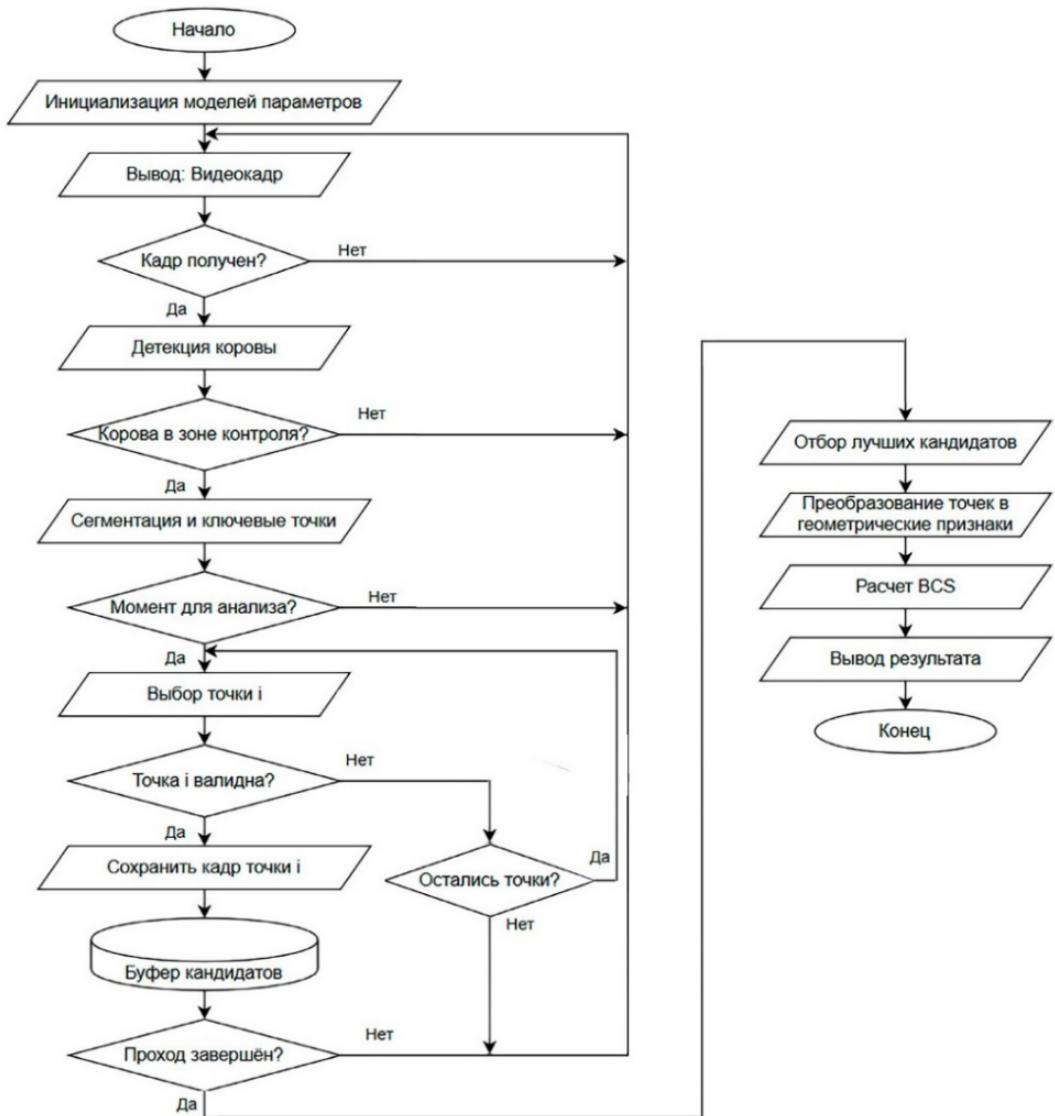 Начало
Инициализация моделей параметров
Вывод: Видеокадр
Кадр получен?
Нет
Да
Детекция коровы
Корова в зоне контроля?
Нет
Да
Сегментация и ключевые точки
Момент для анализа?
Нет
Да
Выбор точки i
Точка i валидна?
Нет
Да
Сохранить кадр точки i
Остались точки?
Да
Нет
Буфер кандидатов
Проход завершён?
Нет
Да
Отбор лучших кандидатов
Преобразование точек в
геометрические признаки
Расчет BCS
Вывод результата
Конец